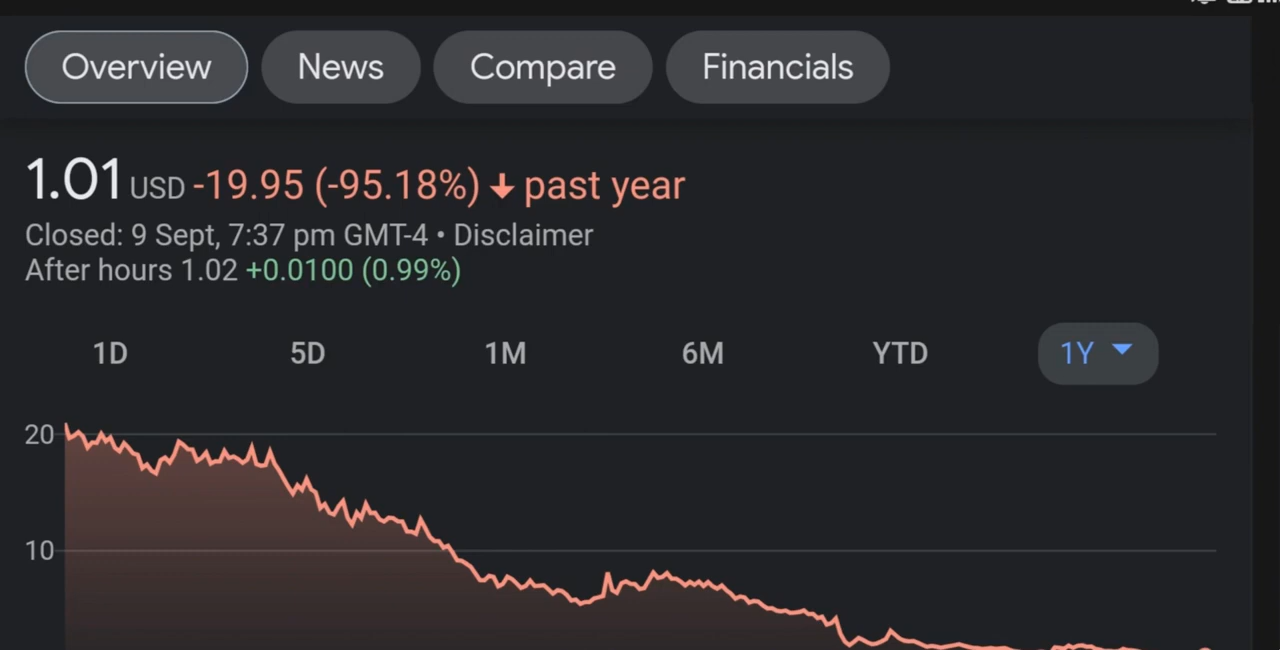 Overview News Compare Financials
1.01 USD -19.95 (-95.18%) ↓ past year
Closed: 9 Sept, 7:37 pm GMT-4 • Disclaimer
After hours 1.02 +0.0100 (0.99%)
1D 5D 1M 6M YTD 1Y
20
10